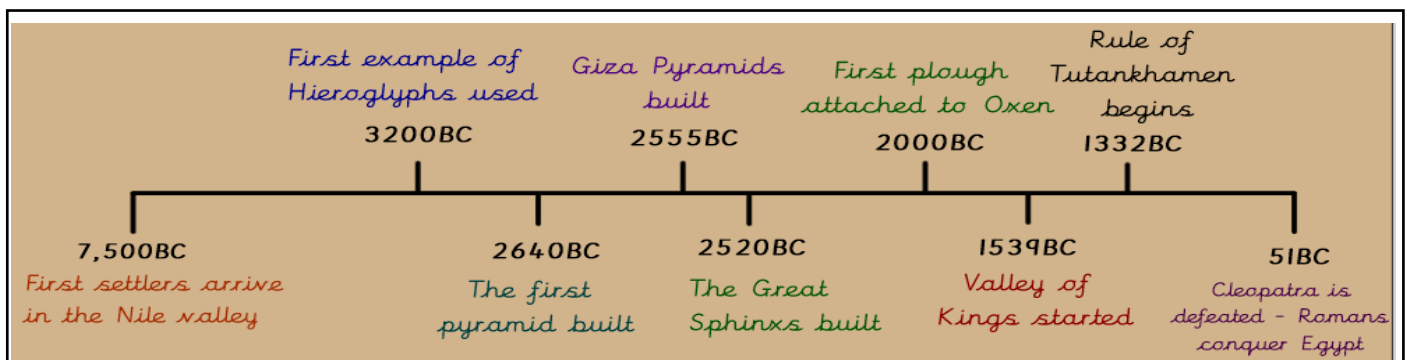 First example of
Hieroglyphs used
3200BC
Giza Pyramids
built
2555BC
First plough
attached to Oxen
2000BC
Rule of
Tutankhamen
begins
1332BC
7,500BC
First settlers arrive
in the Nile valley
2640BC
The first
pyramid built
2520BC
The Great
Sphinxs built
1539BC
Valley of
Kings started
51BC
Cleopatra is
defeated - Romans
conquer Egypt